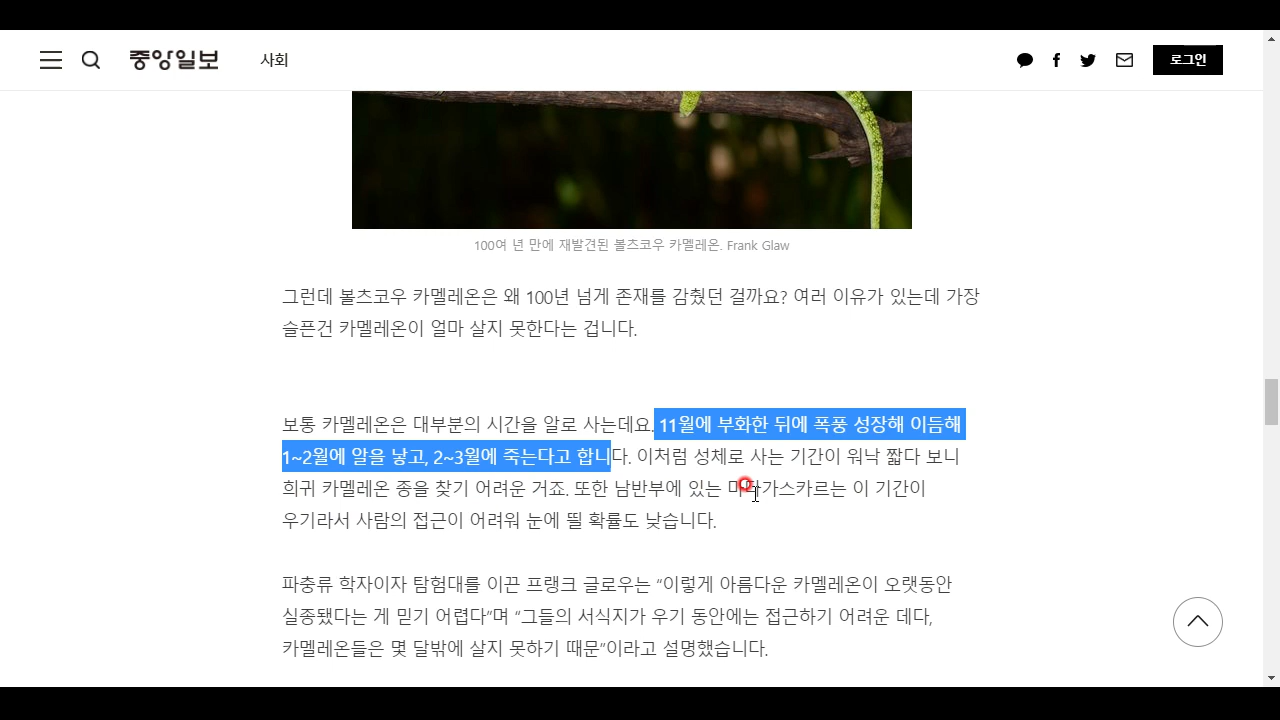 중앙일보
사회
로그인
100여 년 만에 재발견된 볼츠코우 카멜레온. Frank Glaw
그런데 볼츠코우 카멜레온은 왜 100년 넘게 존재를 감췄던 걸까요? 여러 이유가 있는데 가장
슬픈건 카멜레온이 얼마 살지 못한다는 겁니다.
보통 카멜레온은 대부분의 시간을 알로 사는데요. 11월에 부화한 뒤에 폭풍 성장해 이듬해
1~2월에 알을 낳고, 2~3월에 죽는다고 합니다. 이처럼 성체로 사는 기간이 워낙 짧다 보니
희귀 카멜레온 종을 찾기 어려운 거죠. 또한 남반부에 있는 마다가스카르는 이 기간이
우기라서 사람의 접근이 어려워 눈에 띌 확률도 낮습니다.
파충류 학자이자 탐험대를 이끈 프랭크 글로우는 “이렇게 아름다운 카멜레온이 오랫동안
실종됐다는 게 믿기 어렵다”며 “그들의 서식지가 우기 동안에는 접근하기 어려운 데다,
카멜레온들은 몇 달밖에 살지 못하기 때문”이라고 설명했습니다.